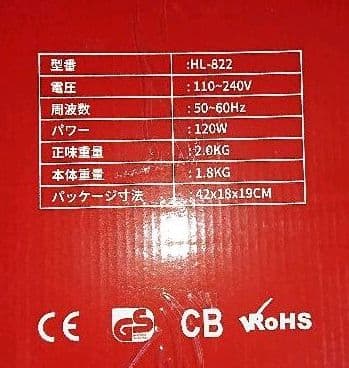 型番 :HL-822
電圧 :110~240V
周波数 :50~60Hz
パワー :120W
正味重量 :2.0KG
本体重量 :1.8KG
パッケージ寸法 :42x18x19CM
CE GS CB RoHS